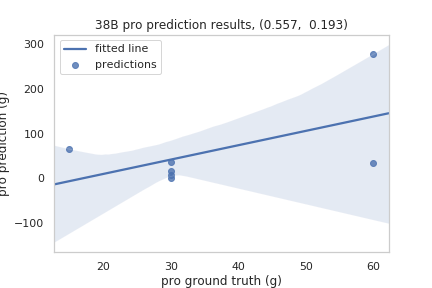 38B pro prediction results, (0.557, 0.193)
fitted line
predictions
300
200
100
0
−100
pro prediction (g)
20
30
40
50
60
pro ground truth (g)